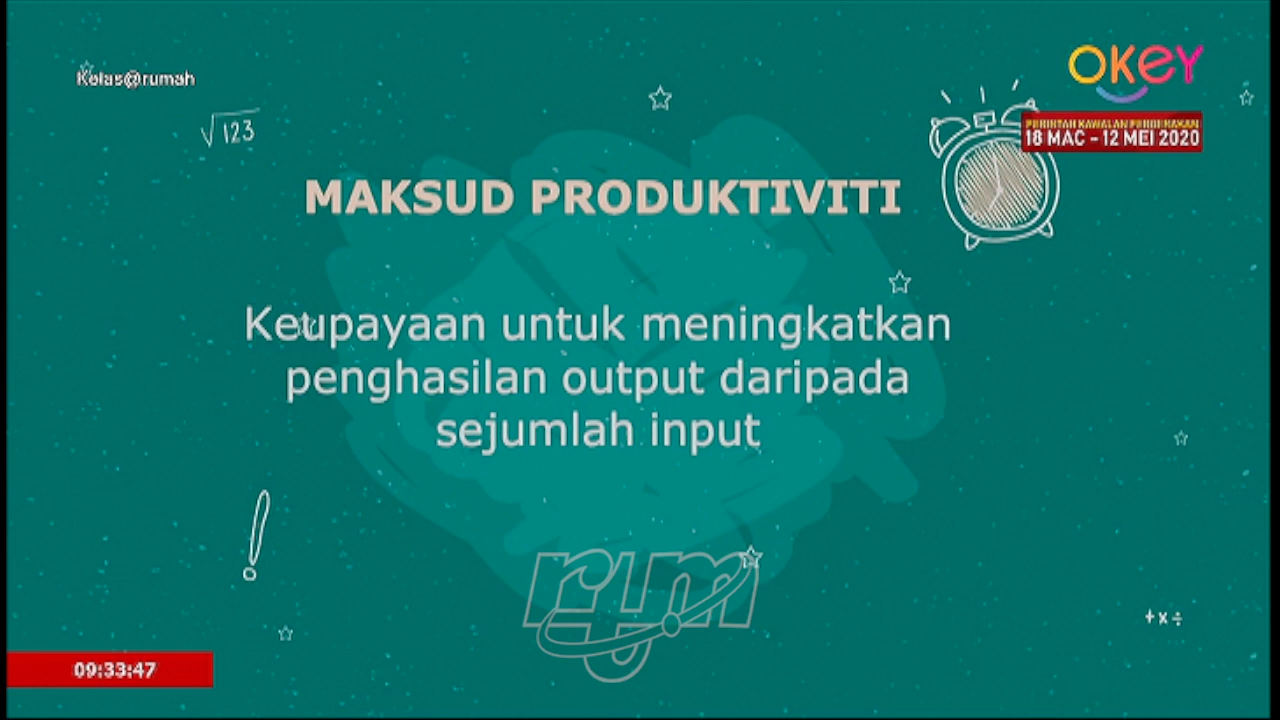 Kelas@rumah
OKEY
PERINTAH KAWALAN PERGERAKAN
18 MAC - 12 MEI 2020
√123
MAKSUD PRODUKTIVITI
Keupayaan untuk meningkatkan
penghasilan output daripada
sejumlah input
!
rtm
+×÷
09:33:47